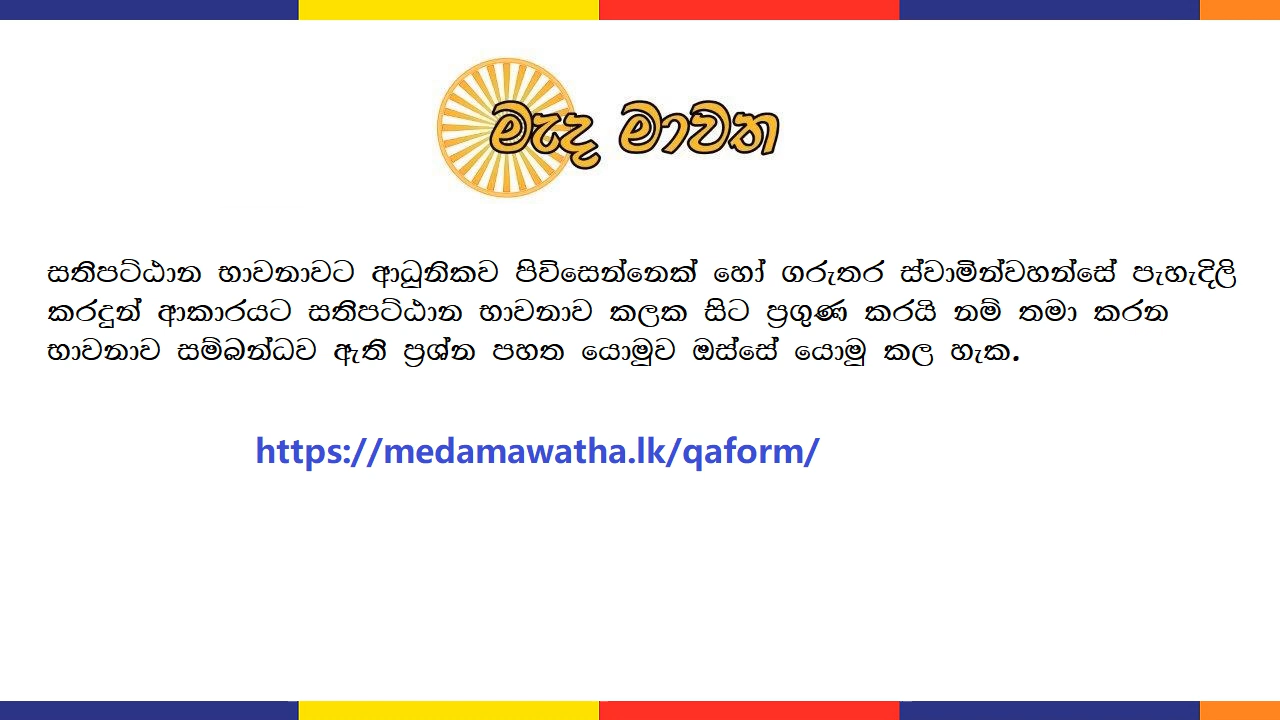 මැද මාවත
සතිපට්ඨාන භාවනාවට ආධුනිකව පිවිසෙන්නෙක් හෝ ගරුතර ස්වාමින්වහන්සේ පැහැදිලි
කරදුන් ආකාරයට සතිපට්ඨාන භාවනාව කලක සිට ප්‍රගුණ කරයි නම් තමා කරන
භාවනාව සම්බන්ධව ඇති ප්‍රශ්න පහත යොමුව ඔස්සේ යොමු කල හැක.
https://medamawatha.lk/qaform/